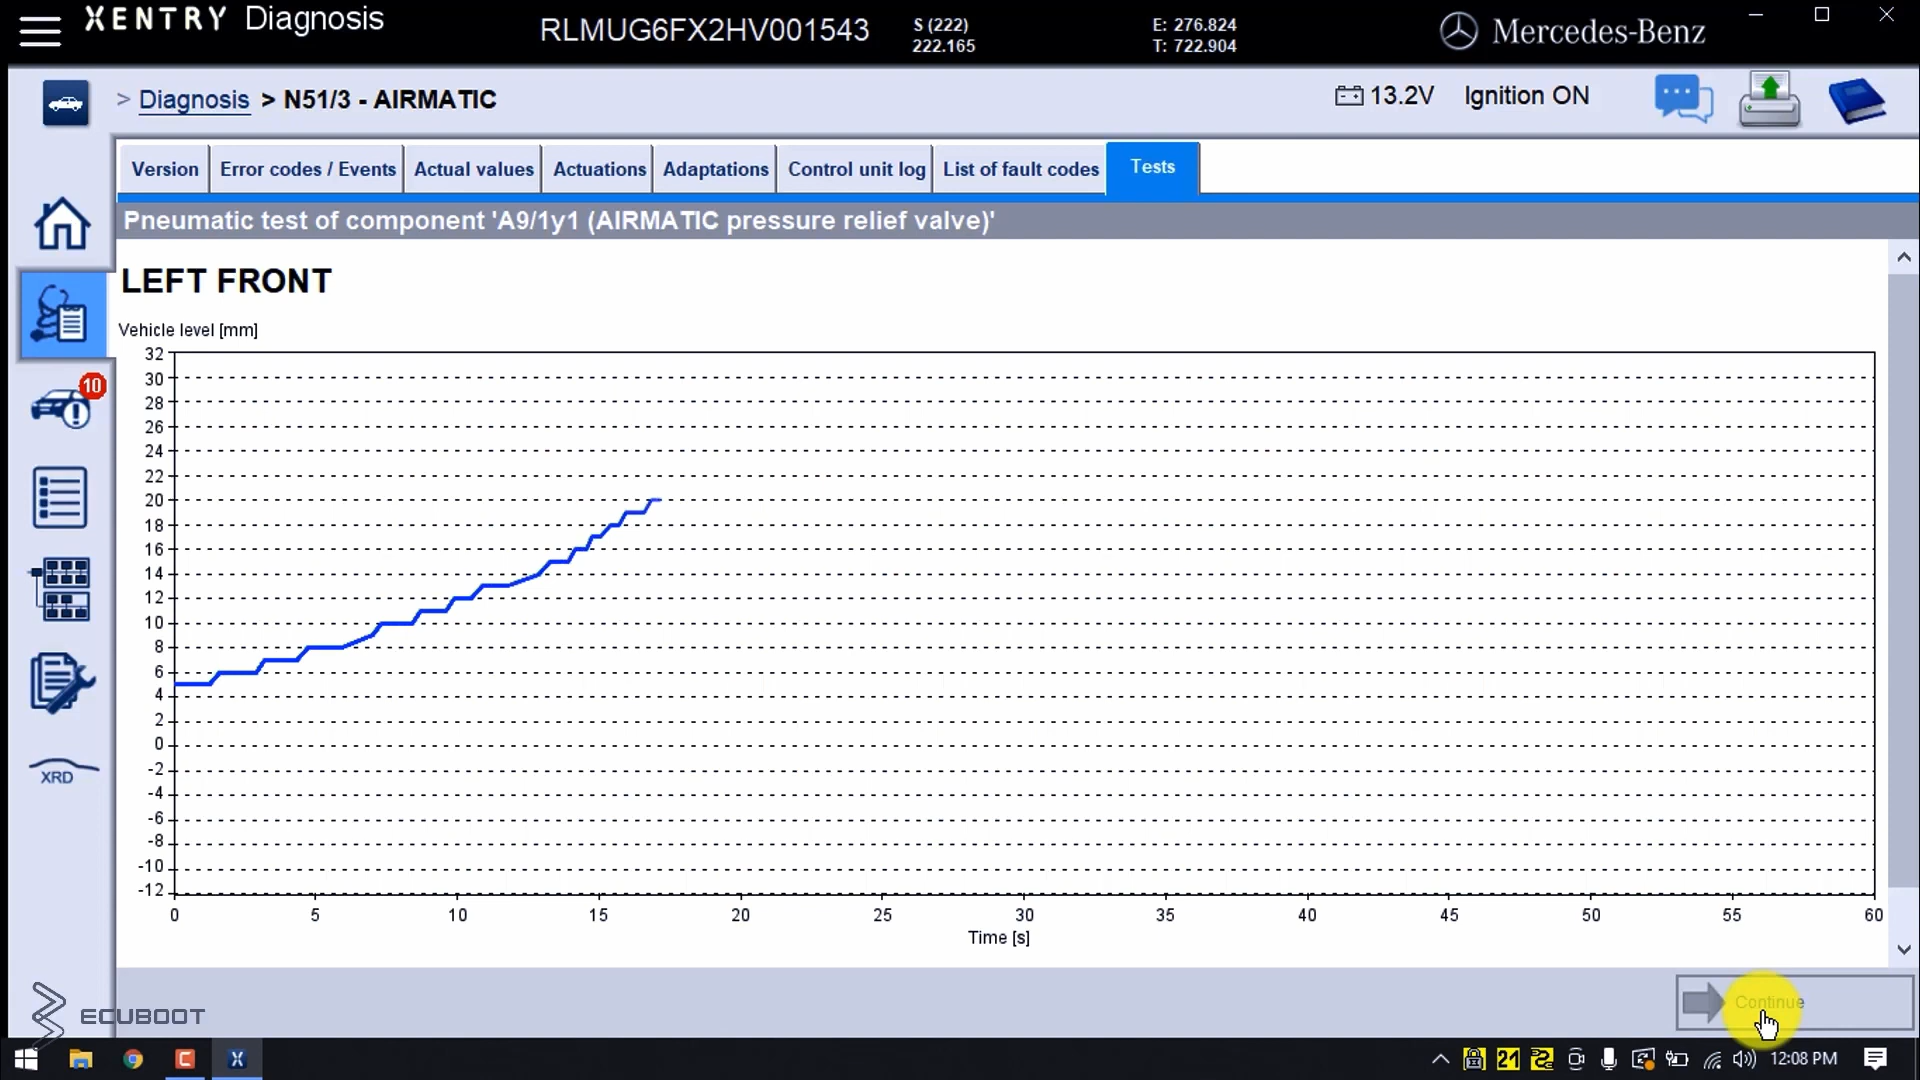 XENTRY Diagnosis
RLMUG6FX2HV001543
S (222)
222.165
E: 276.824
T: 722.904
Mercedes-Benz
> Diagnosis > N51/3 - AIRMATIC
13.2V
Ignition ON
Version
Error codes / Events
Actual values
Actuations
Adaptations
Control unit log
List of fault codes
Tests
Pneumatic test of component 'A9/1y1 (AIRMATIC pressure relief valve)'
LEFT FRONT
Vehicle level [mm]
32
30
28
26
24
22
20
18
16
14
12
10
8
6
4
2
0
-2
-4
-6
-8
-10
-12
0 5 10 15 20 25 30 35 40 45 50 55 60
Time [s]
10
XRD
Continue
ECUBOOT
21
12:08 PM